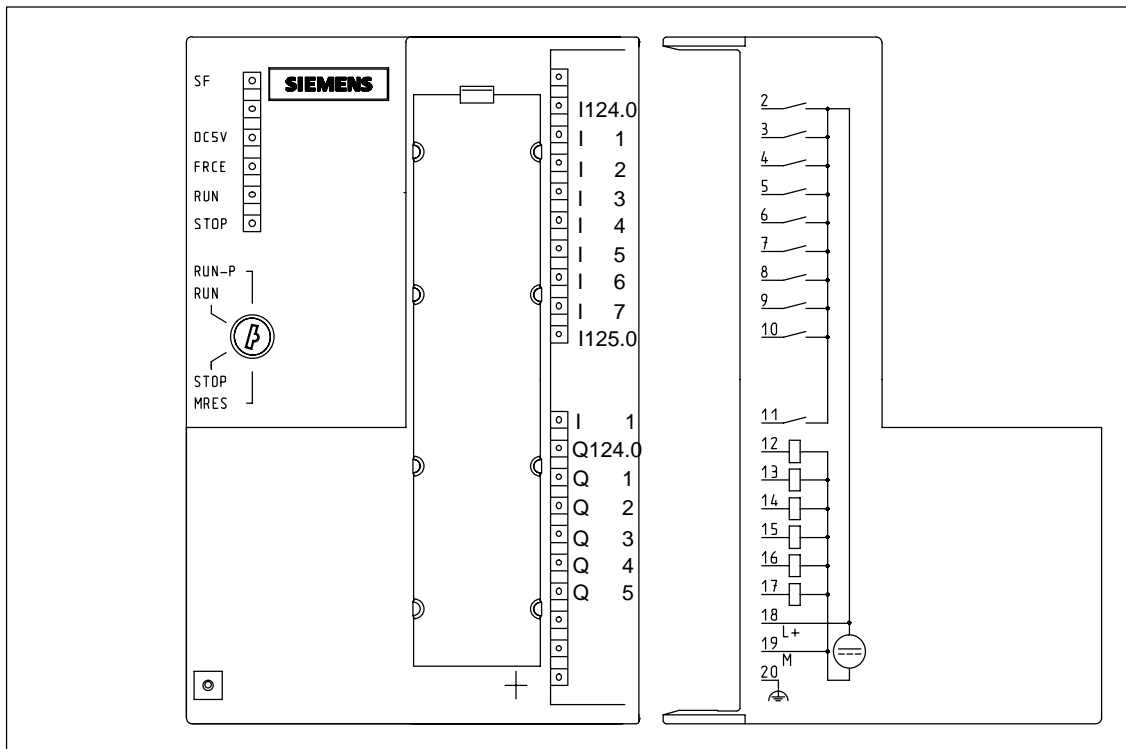 SF
SIEMENS
DC5V
FRCE
RUN
STOP
RUN-P
RUN
STOP
MRES
I124.0
I 1
I 2
I 3
I 4
I 5
I 6
I 7
I125.0
I 1
Q124.0
Q 1
Q 2
Q 3
Q 4
Q 5
2
3
4
5
6
7
8
9
10
11
12
13
14
15
16
17
18
L+
19
M
20